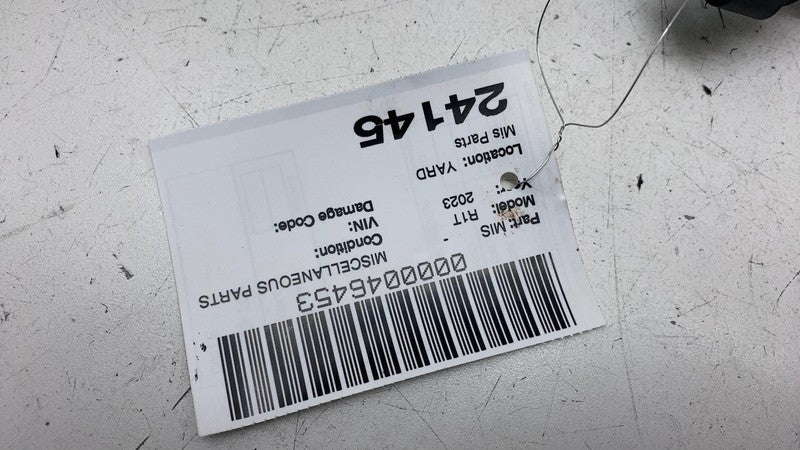 0000046453
Part: MIS - MISCELLANEOUS PARTS
Model: R1T Condition:
Year: 2023 VIN:
Damage Code:
Location: YARD
Mis Parts
24145